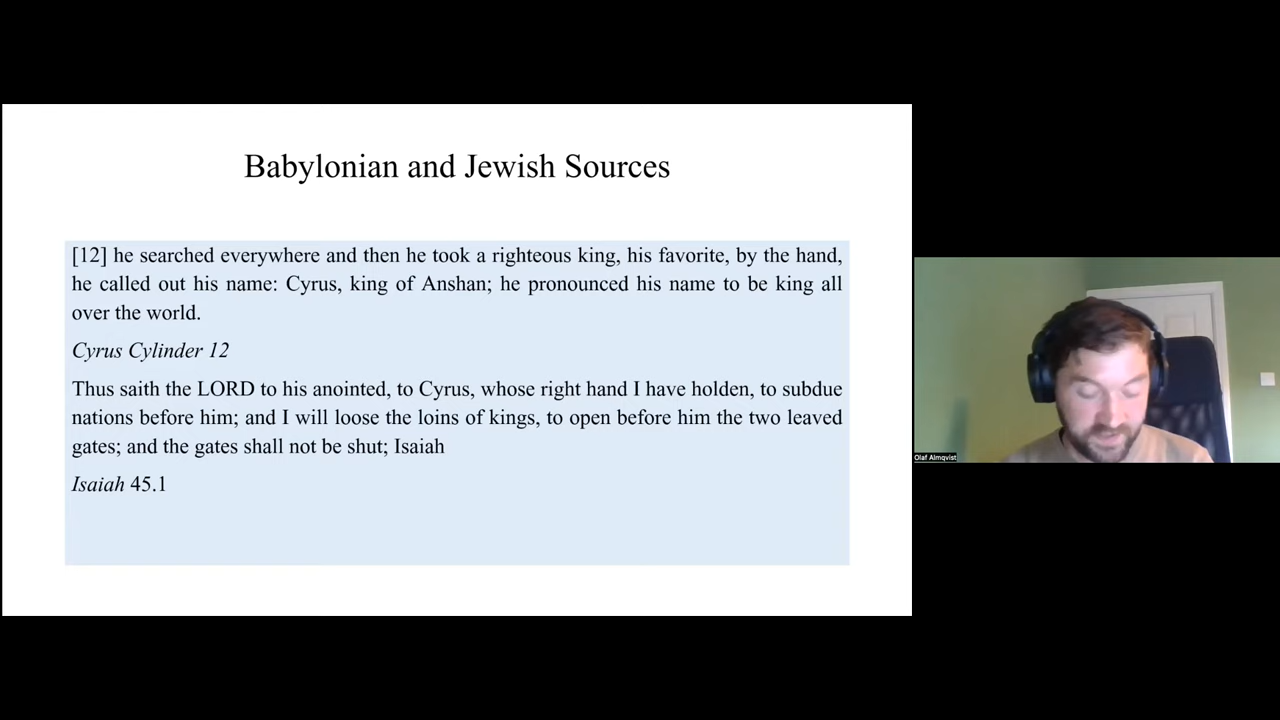 Babylonian and Jewish Sources
[12] he searched everywhere and then he took a righteous king, his favorite, by the hand,
he called out his name: Cyrus, king of Anshan; he pronounced his name to be king all
over the world.
Cyrus Cylinder 12
Thus saith the LORD to his anointed, to Cyrus, whose right hand I have holden, to subdue
nations before him; and I will loose the loins of kings, to open before him the two leaved
gates; and the gates shall not be shut; Isaiah
Isaiah 45.1
Olaf Almqvist